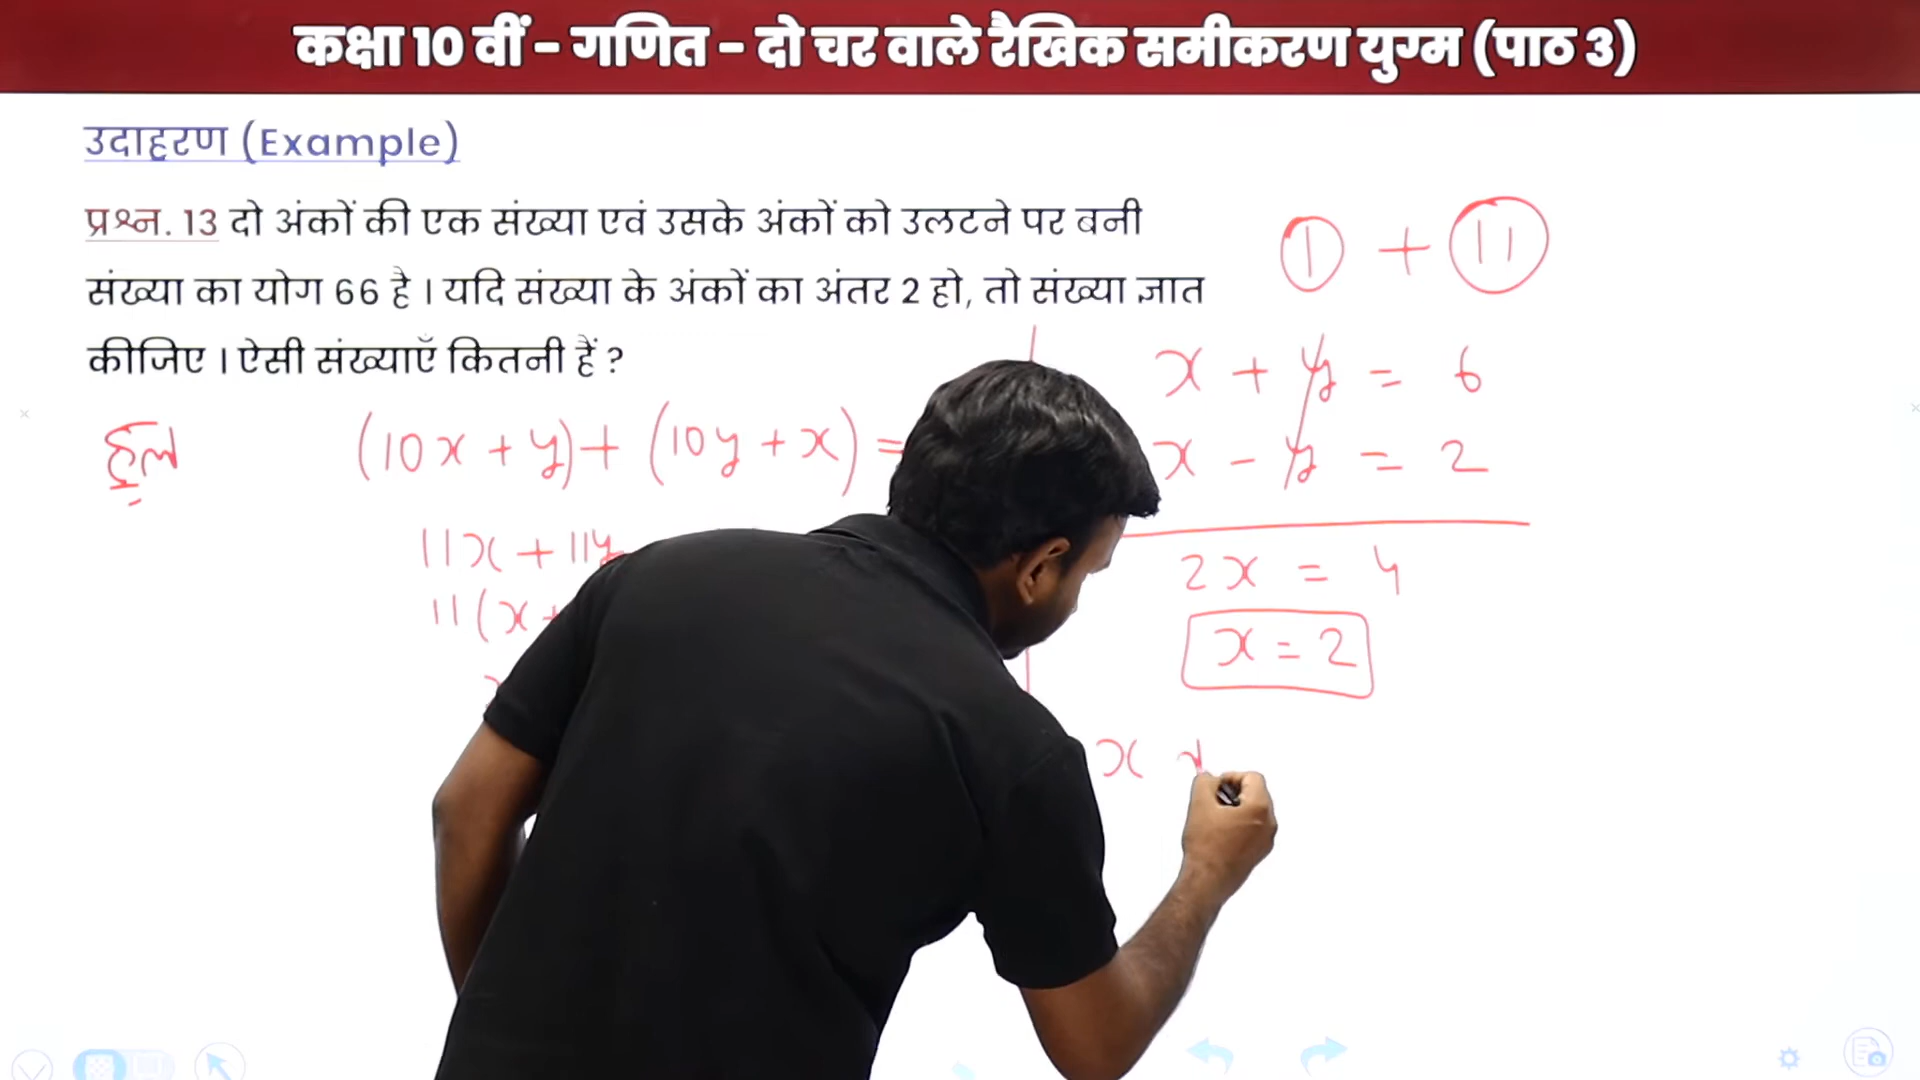 कक्षा 10 वीं – गणित – दो चर वाले रैखिक समीकरण युग्म (पाठ 3)
उदाहरण (Example)
प्रश्न. 13 दो अंकों की एक संख्या एवं उसके अंकों को उलटने पर बनी
संख्या का योग 66 है । यदि संख्या के अंकों का अंतर 2 हो, तो संख्या ज्ञात
कीजिए । ऐसी संख्याएँ कितनी हैं ?
हल
(10x + y) + (10y + x) =
11x + 11y
11(x +
① + ⑪
x + y = 6
x - y = 2
2x = 4
x = 2
x